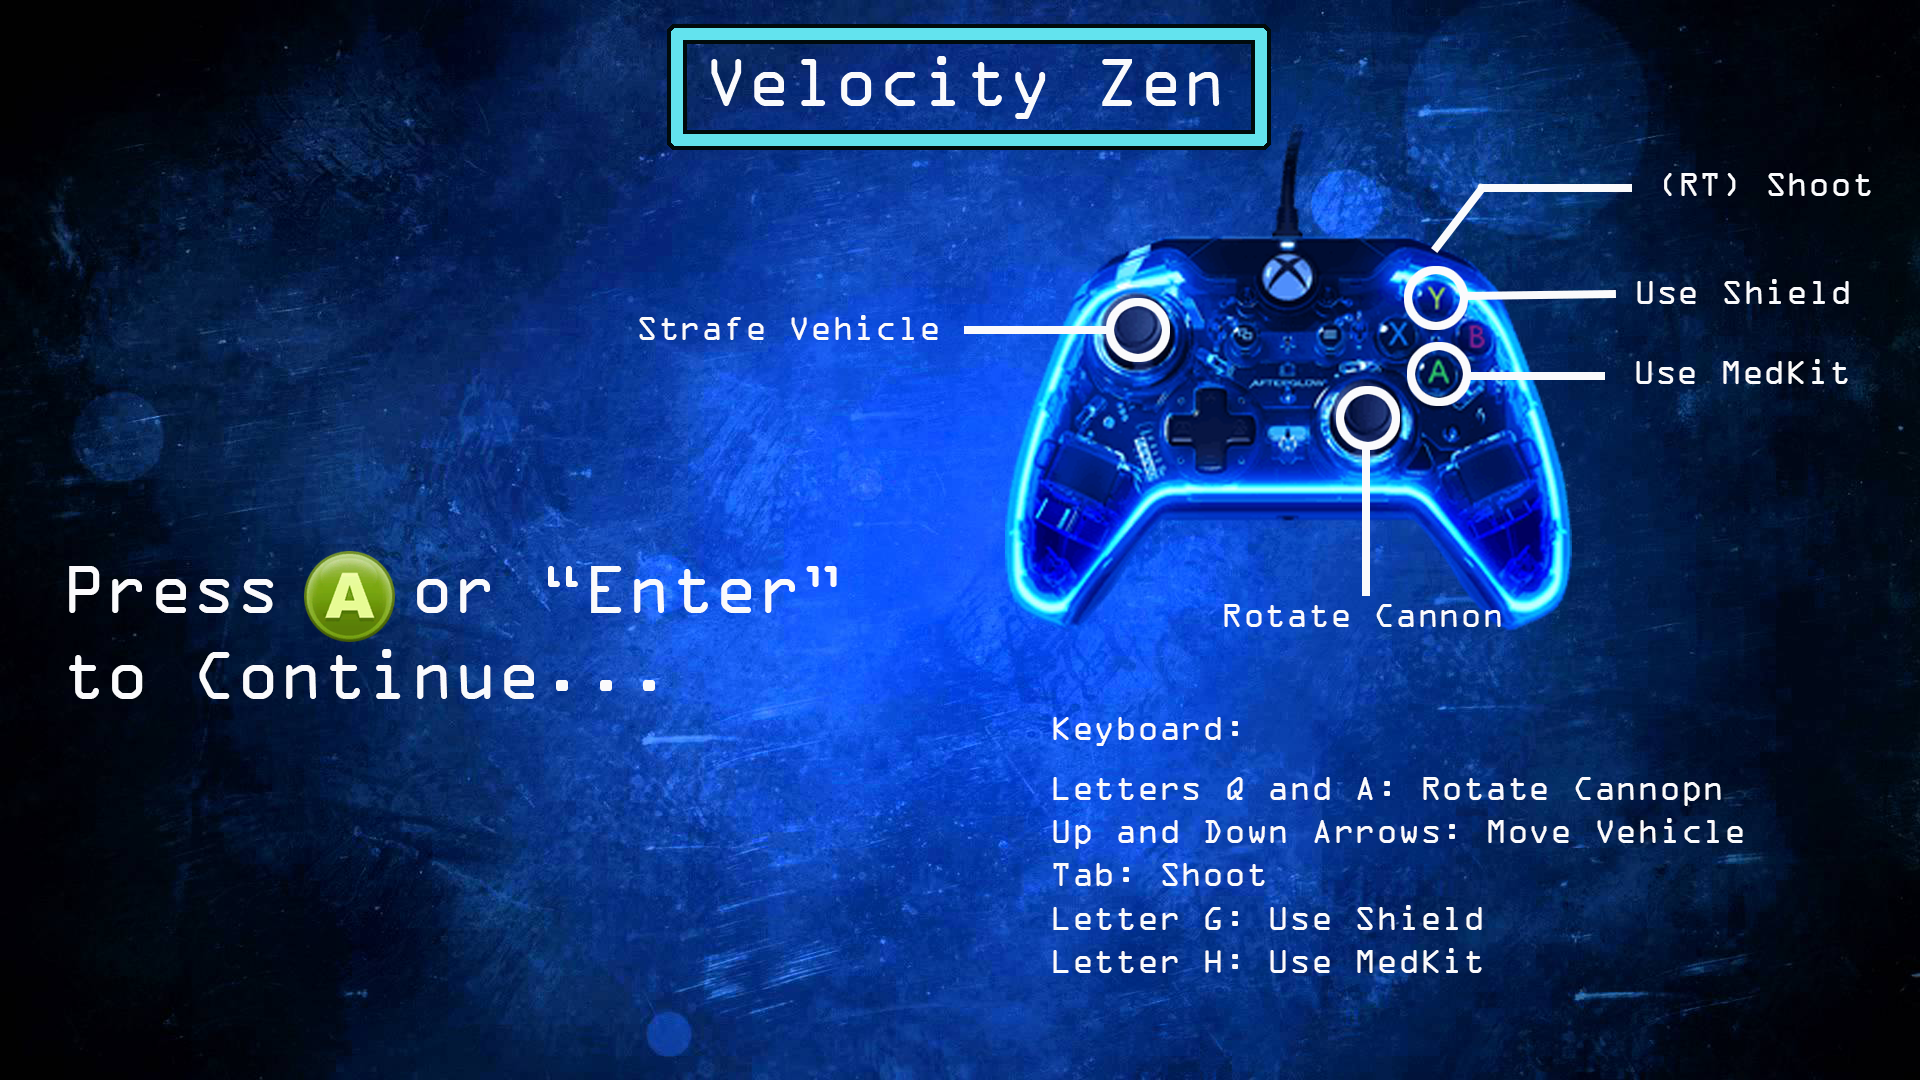 Velocity Zen
(RT) Shoot
Use Shield
Strafe Vehicle
Y
X
B
A
Use MedKit
AFTERGLOW
Press A or “Enter”
to Continue...
Rotate Cannon
Keyboard:
Letters Q and A: Rotate Cannopn
Up and Down Arrows: Move Vehicle
Tab: Shoot
Letter G: Use Shield
Letter H: Use MedKit